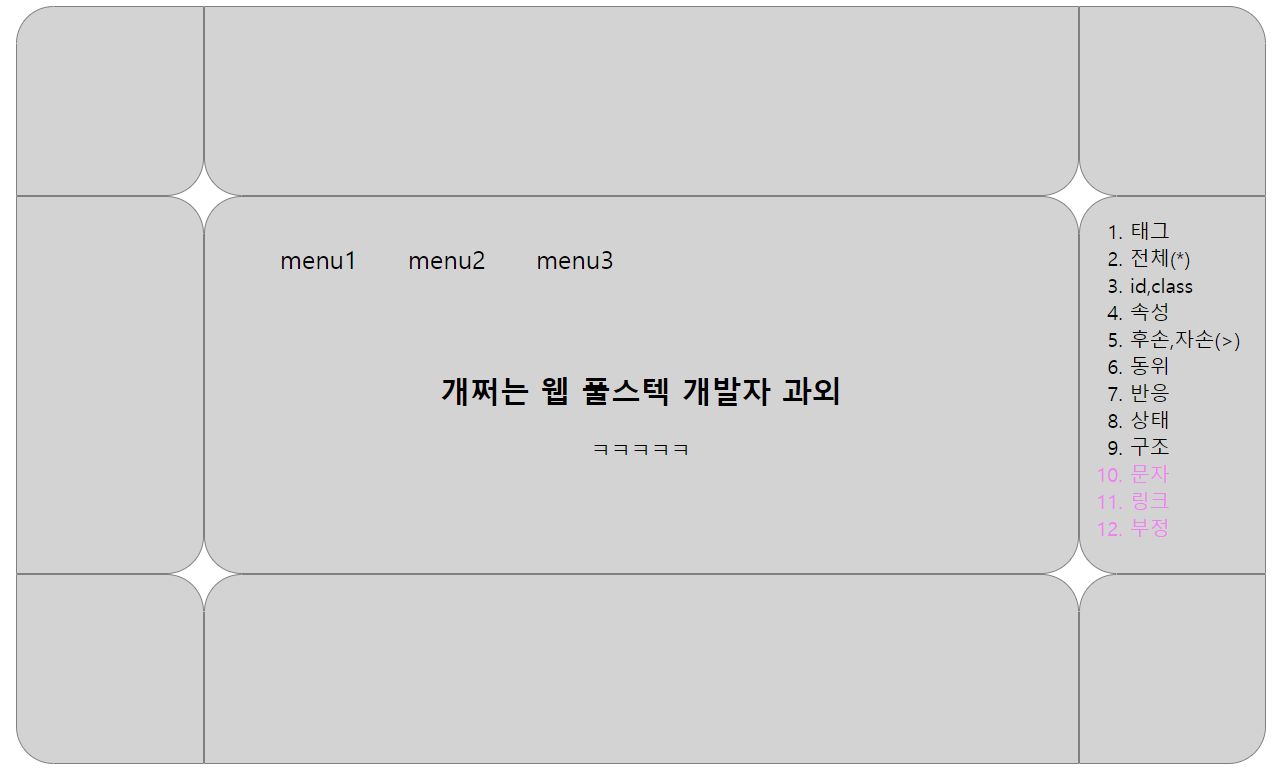 menu1 menu2 menu3
개쩌는 웹 풀스텍 개발자 과외
ㅋㅋㅋㅋㅋ
1. 태그
2. 전체(*)
3. id,class
4. 속성
5. 후손,자손(>)
6. 동위
7. 반응
8. 상태
9. 구조
10. 문자
11. 링크
12. 부정